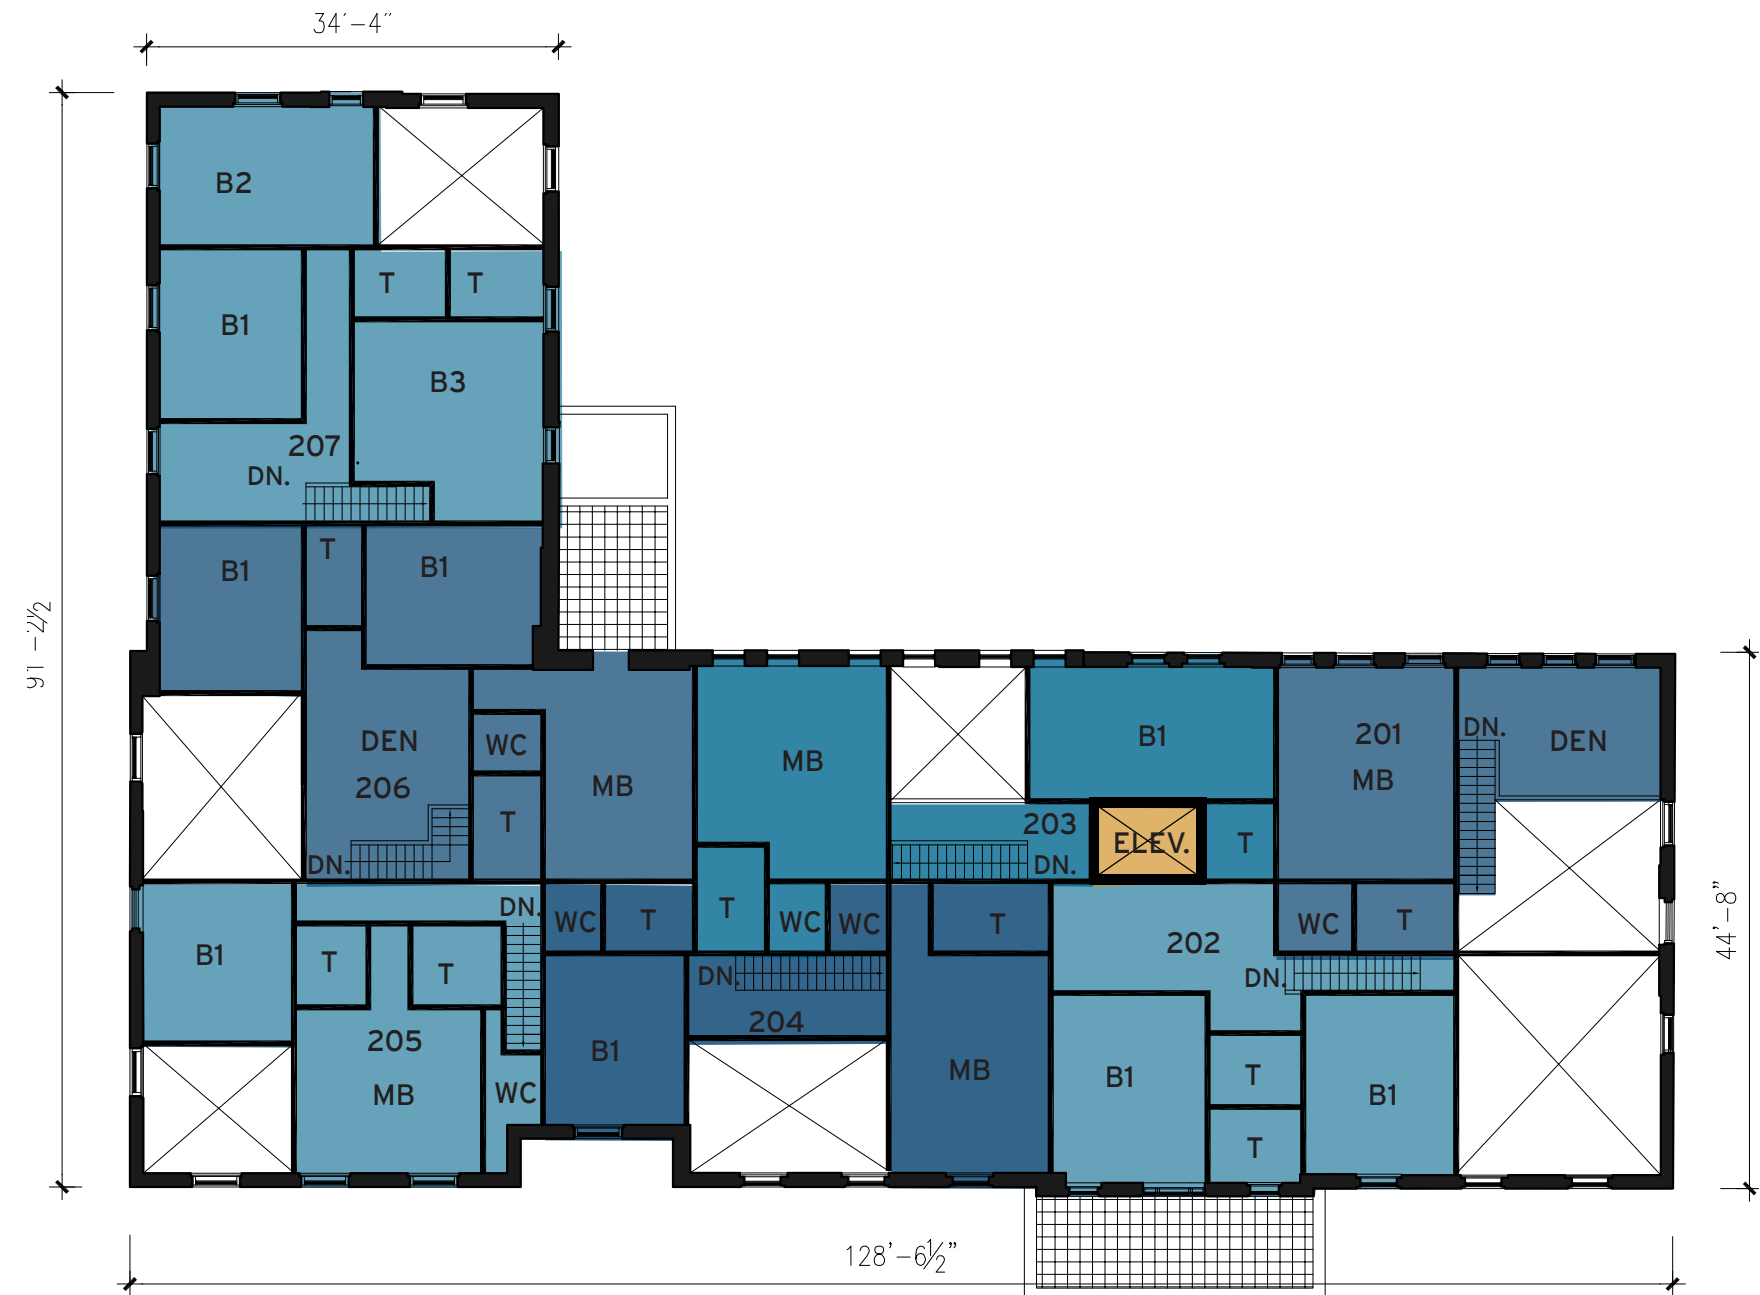 34'-4"
B2
T
T
B1
B3
207
DN.
91'-2½
B1
T
B1
DEN
206
WC
MB
T
DN.
MB
B1
203
ELEV.
T
DN.
201
MB
DN.
DEN
B1
T
T
DN.
205
MB
WC
WC
T
T
WC
WC
T
DN.
204
B1
MB
202
DN.
WC
T
B1
T
T
B1
44'-8"
128'-6½"